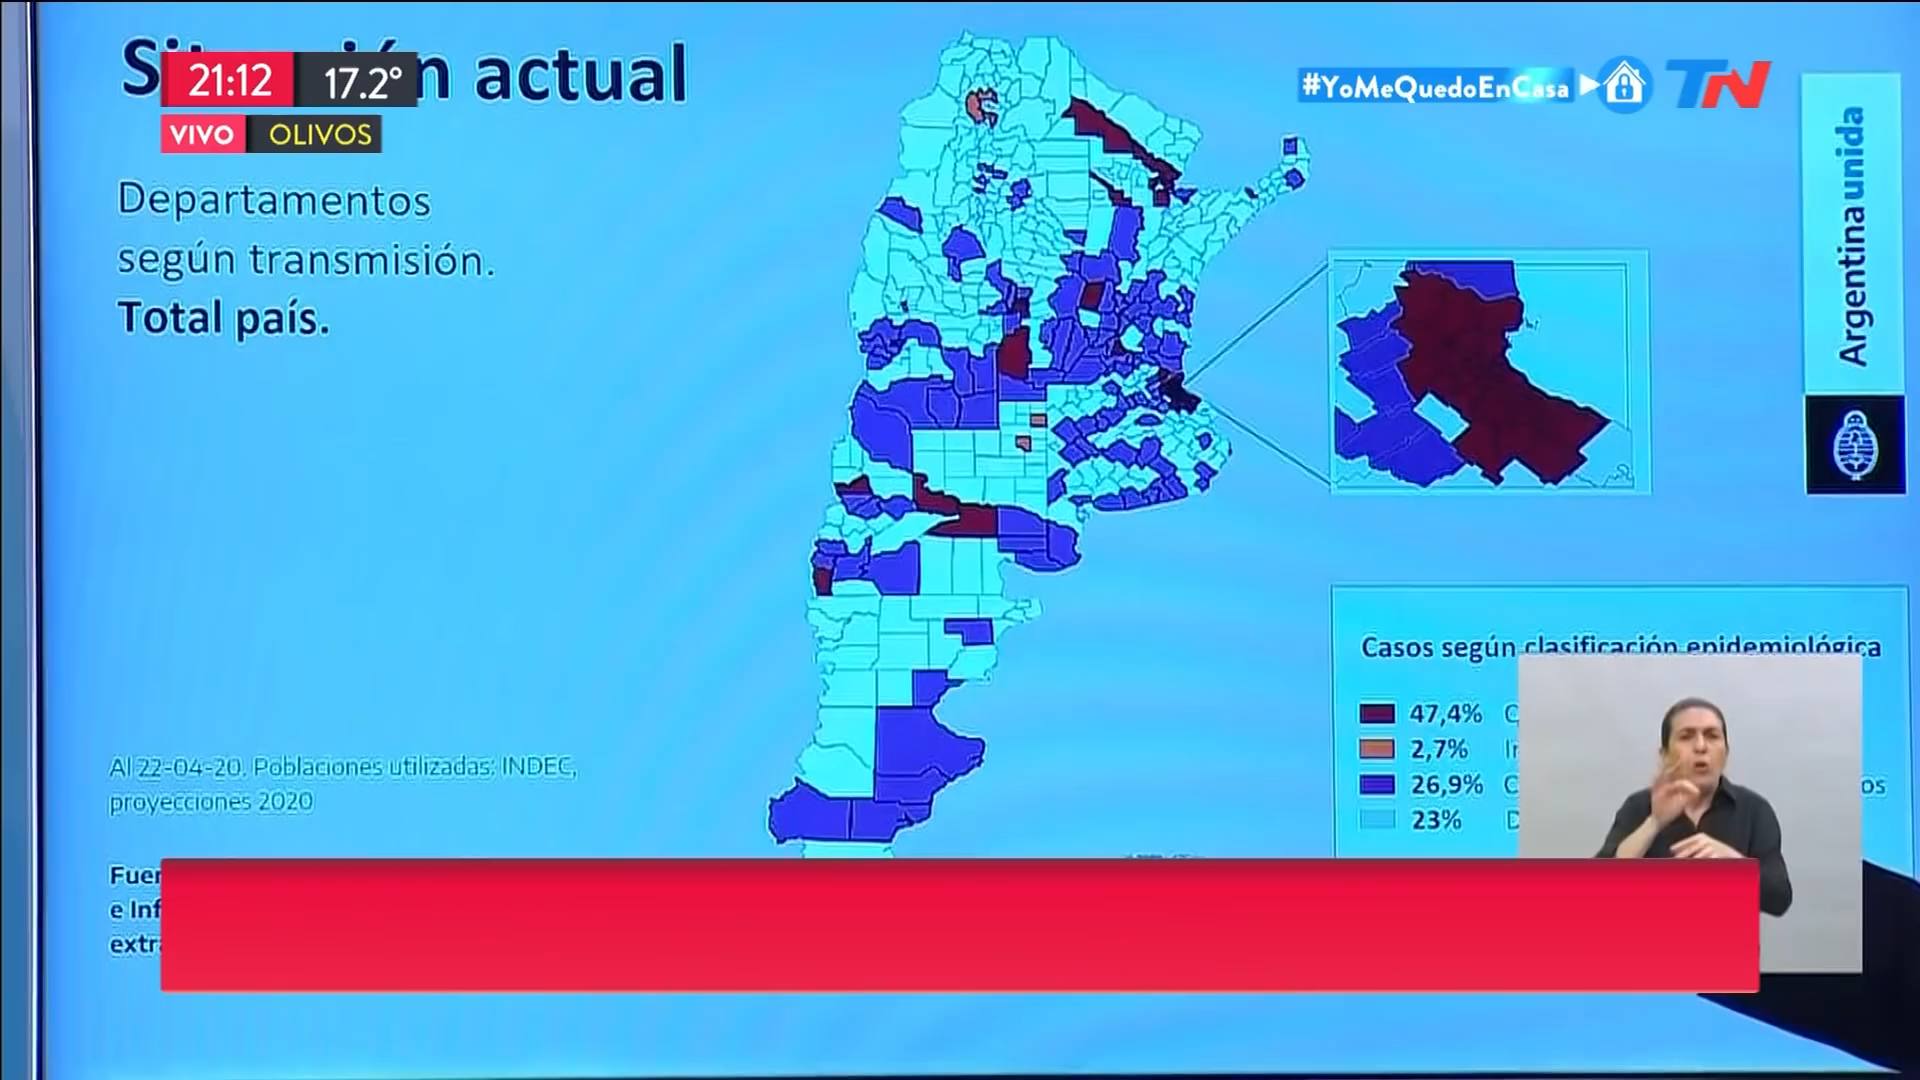 actual
21:12
17.2°
VIVO
OLIVOS
#YoMeQuedoEnCasa
TN
Departamentos
según transmisión.
Total país.
Argentina unida
Casos según clasificación epidemiológica
47,4%
2,7%
26,9%
23%
Al 22-04-20. Poblaciones utilizadas: INDEC,
proyecciones 2020
e